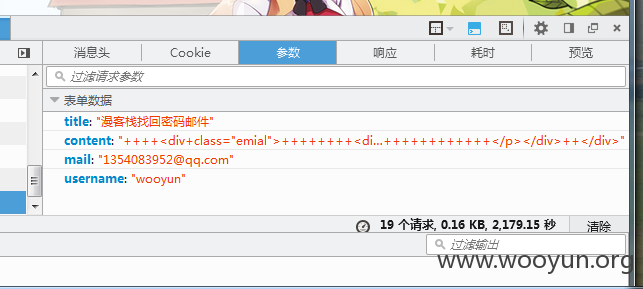 消息头 Cookie 参数 响应 耗时 预览
过滤请求参数
表单数据
title: "漫客栈找回密码邮件"
content: "++++<div+class="emial">++++++++<di...++++++++++++</p></div>++</div>"
mail: "1354083952@qq.com"
username: "wooyun"
19 个请求, 0.16 KB, 2,179.15 秒 清除
过滤输出
www.wooyun.org